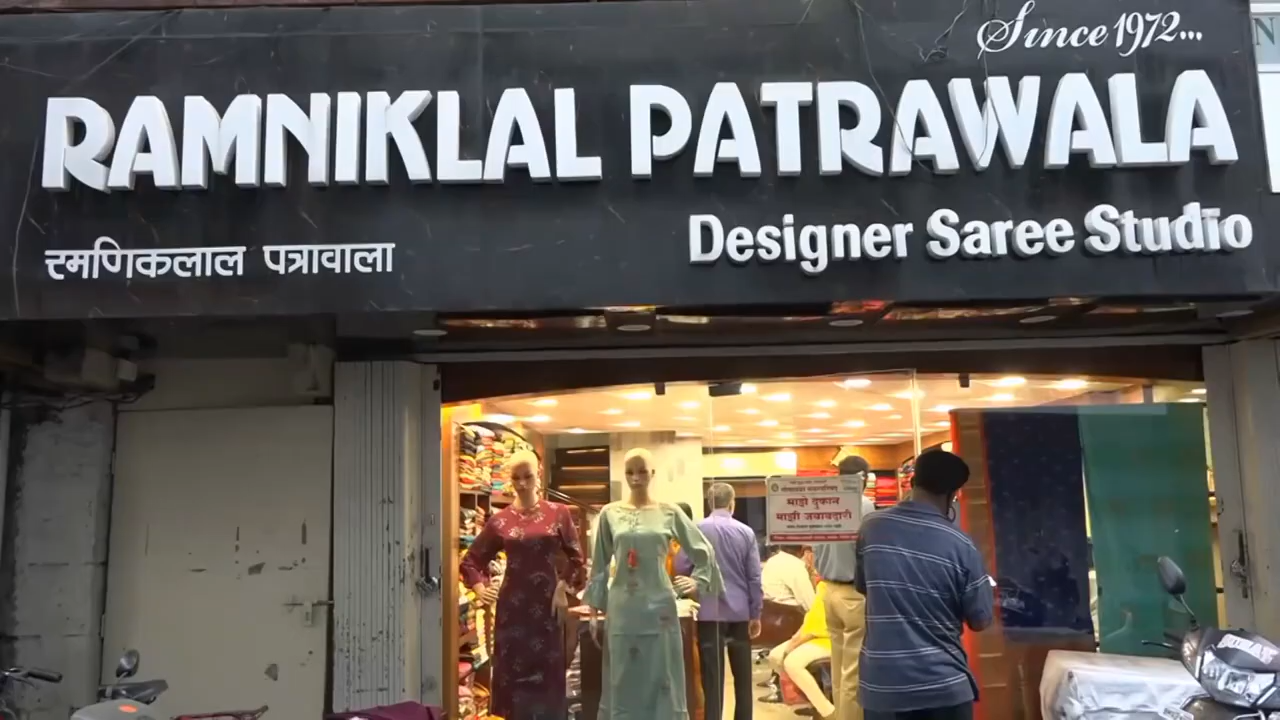 Since 1972...
RAMNIKLAL PATRAWALA
Designer Saree Studio
रमणिकलाल पत्रावाला
माझे दुकान
माझी जबाबदारी
N